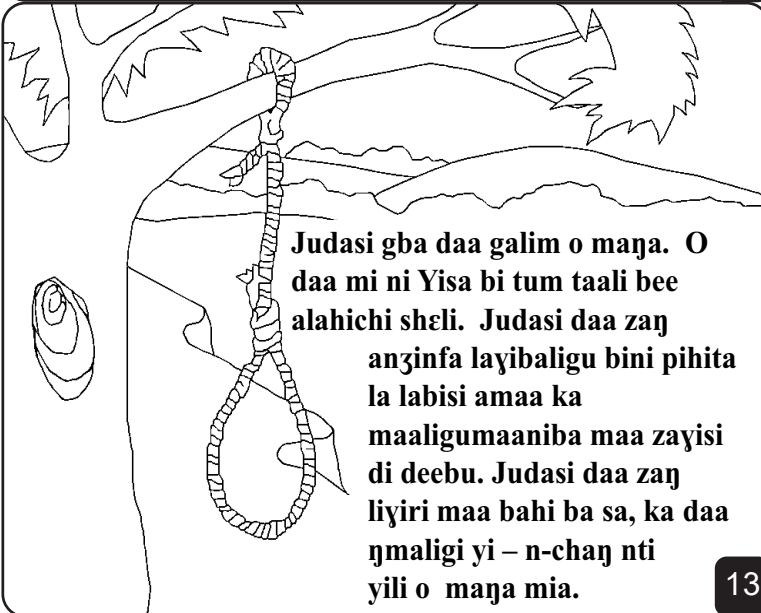 Judasi gba daa galim o maŋa. O
daa mi ni Yisa bi tum taali bee
alahichi shɛli. Judasi daa zaŋ
anʒinfa laɣibaligu bini pihita
la labisi amaa ka
maaligumaaniba maa zaɣisi
di deebu. Judasi daa zaŋ
liɣiri maa bahi ba sa, ka daa
ŋmaligi yi – n-chaŋ nti
yili o maŋa mia.
13